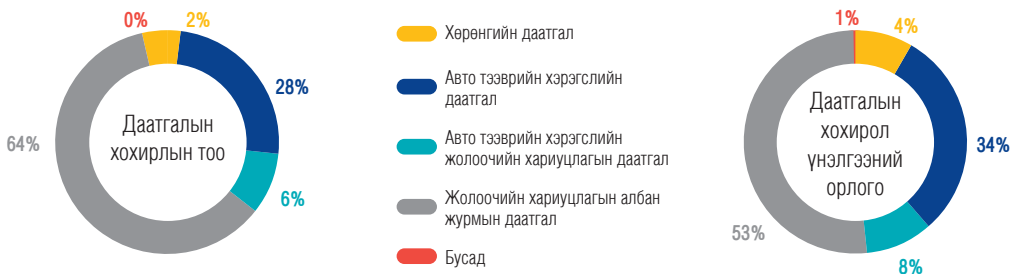 0%
2%
28%
64%
6%
Даатгалын
хохирлын тоо
Хөрөнгийн даатгал
Авто тээврийн хэрэгслийн
даатгал
Авто тээврийн хэрэгслийн
жолоочийн хариуцлагын даатгал
Жолоочийн хариуцлагын албан
журмын даатгал
Бусад
1%
4%
34%
53%
8%
Даатгалын
хохирол
үнэлгээний
орлого